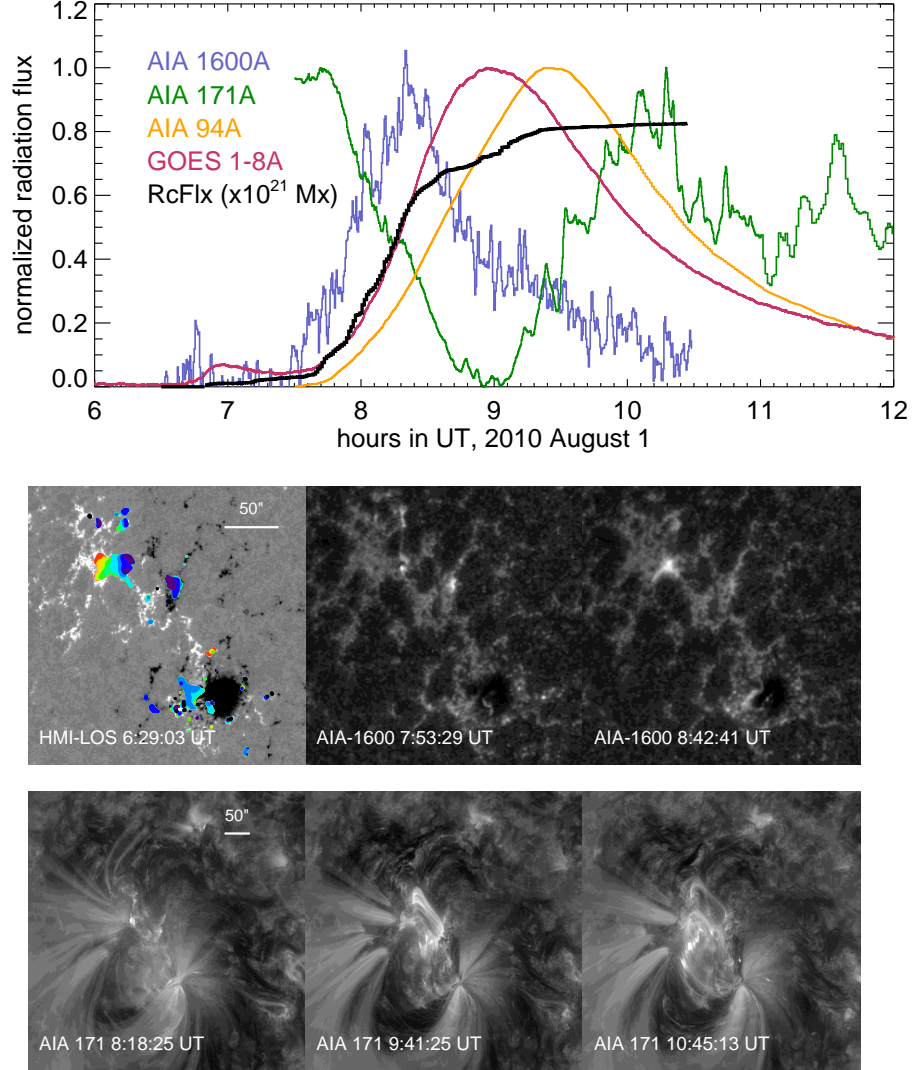 normalized radiation flux
1.2
1.0
0.8
0.6
0.4
0.2
0.0
AIA 1600A
AIA 171A
AIA 94A
GOES 1-8A
RcFlx (x10²¹ Mx)
6 7 8 9 10 11 12
hours in UT, 2010 August 1
50"
HMI-LOS 6:29:03 UT
AIA-1600 7:53:29 UT
AIA-1600 8:42:41 UT
50"
AIA 171 8:18:25 UT
AIA 171 9:41:25 UT
AIA 171 10:45:13 UT